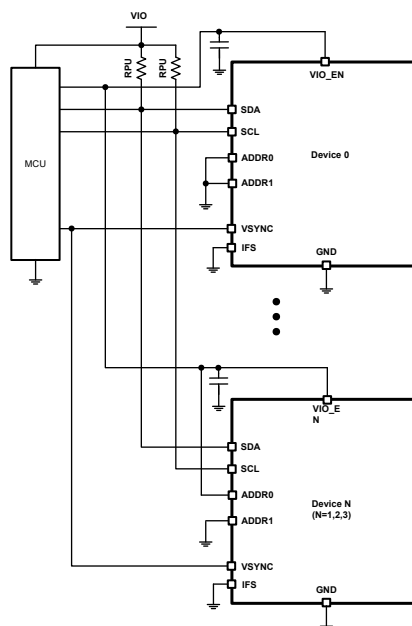 VIO
RPU
RPU
VIO_EN
SDA
SCL
MCU
Device 0
ADDR0
ADDR1
VSYNC
IFS
GND
VIO_E
N
SDA
SCL
ADDR0
Device N
(N=1,2,3)
ADDR1
VSYNC
IFS
GND